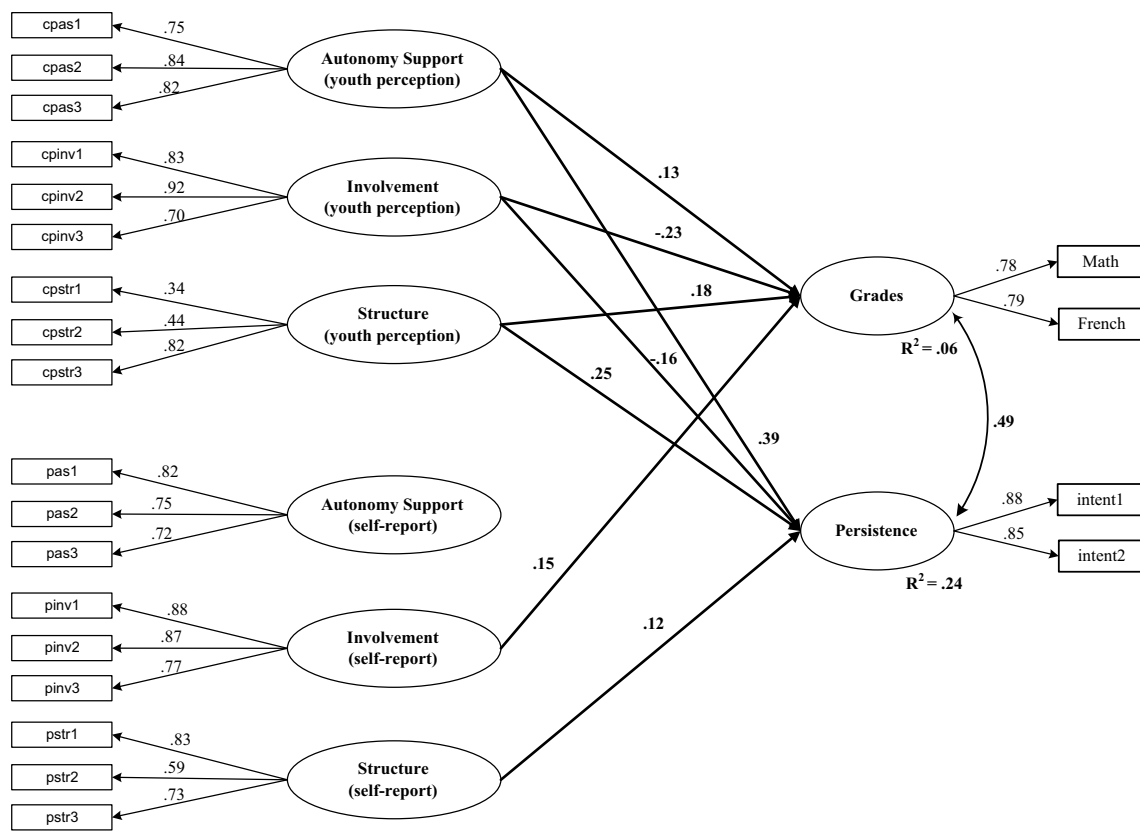 cpas1
.75
cpas2
.84
cpas3
.82
Autonomy Support
(youth perception)
cpinv1
.83
cpinv2
.92
cpinv3
.70
Involvement
(youth perception)
cpstr1
.34
cpstr2
.44
cpstr3
.82
Structure
(youth perception)
pas1
.82
pas2
.75
pas3
.72
Autonomy Support
(self-report)
pinv1
.88
pinv2
.87
pinv3
.77
Involvement
(self-report)
pstr1
.83
pstr2
.59
pstr3
.73
Structure
(self-report)
.13
-.23
.18
-.16
.25
.39
.15
.12
Grades
R² = .06
.78
Math
.79
French
.49
Persistence
R² = .24
.88
intent1
.85
intent2